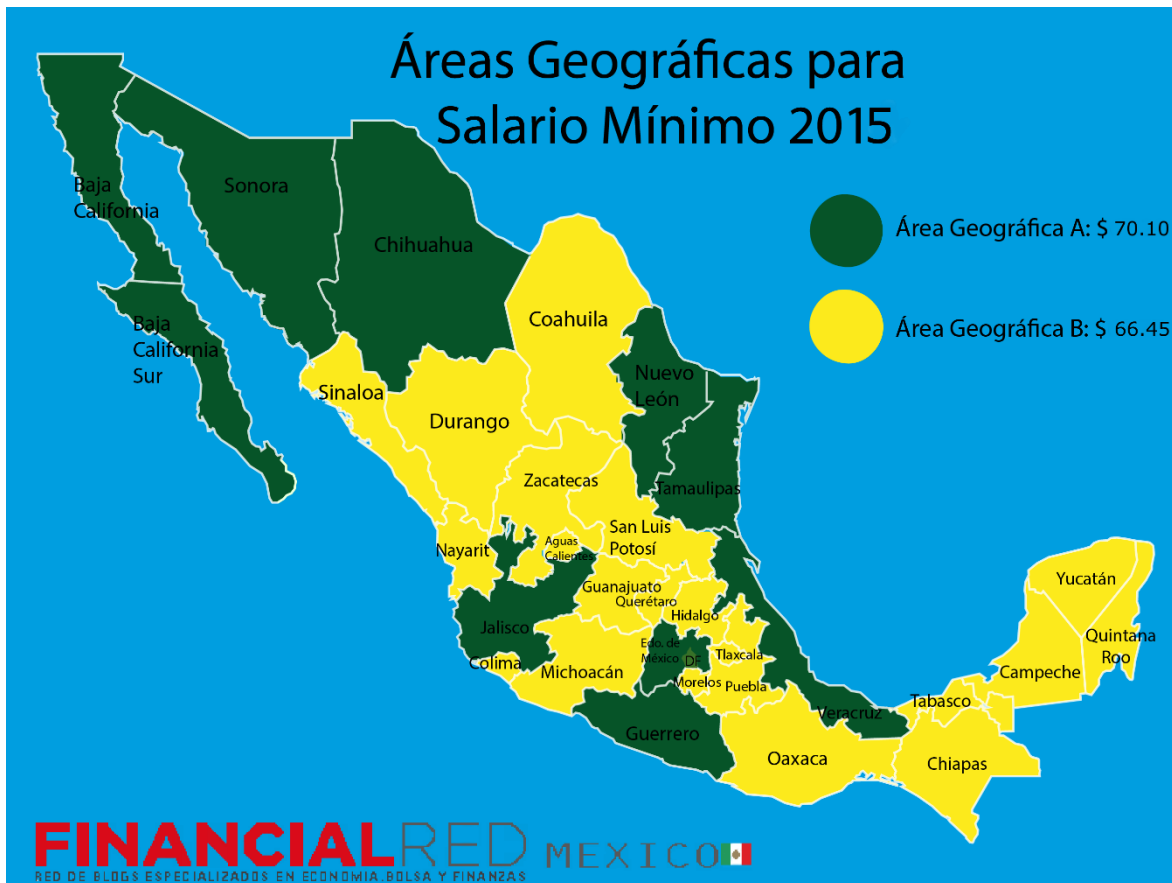 Áreas Geográficas para
Salario Mínimo 2015
Área Geográfica A: $ 70.10
Área Geográfica B: $ 66.45
Baja
California
Sonora
Chihuahua
Baja
California
Sur
Coahuila
Nuevo
León
Sinaloa
Durango
Zacatecas
Tamaulipas
San Luis
Potosí
Nayarit
Aguas
Calientes
Guanajuato
Querétaro
Hidalgo
Jalisco
Edo. de
México
DF
Tlaxcala
Colima
Michoacán
Morelos
Puebla
Guerrero
Veracruz
Oaxaca
Tabasco
Chiapas
Campeche
Yucatán
Quintana
Roo
FINANCIALRED MEXICO
RED DE BLOGS ESPECIALIZADOS EN ECONOMIA,BOLSA Y FINANZAS